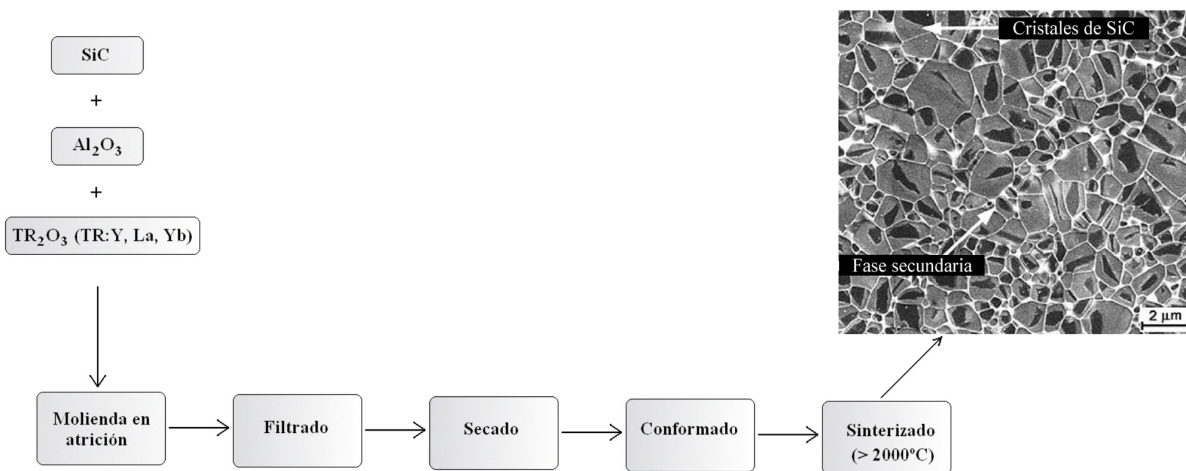 SiC
+
Al₂O₃
+
TR₂O₃ (TR:Y, La, Yb)
Molienda en
atrición
Filtrado
Secado
Conformado
Sinterizado
(> 2000ºC)
Cristales de SiC
Fase secundaria
2 µm